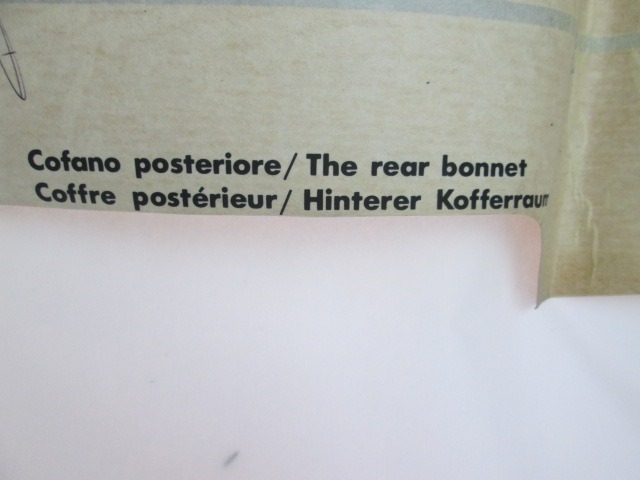 Cofano posteriore/ The rear bonnet
Coffre postérieur/ Hinterer Kofferraum